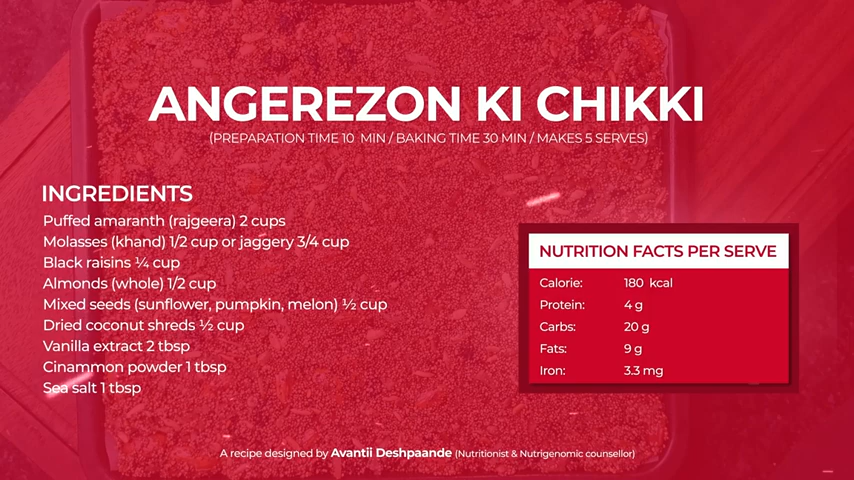 ANGEREZON KI CHIKKI
(PREPARATION TIME 10 MIN / BAKING TIME 30 MIN / MAKES 5 SERVES)
INGREDIENTS
Puffed amaranth (rajgeera) 2 cups
Molasses (khand) 1/2 cup or jaggery 3/4 cup
Black raisins ¼ cup
Almonds (whole) 1/2 cup
Mixed seeds (sunflower, pumpkin, melon) ½ cup
Dried coconut shreds ½ cup
Vanilla extract 2 tbsp
Cinammon powder 1 tbsp
Sea salt 1 tbsp
NUTRITION FACTS PER SERVE
Calorie: 180 kcal
Protein: 4 g
Carbs: 20 g
Fats: 9 g
Iron: 3.3 mg
A recipe designed by Avantii Deshpaande (Nutritionist & Nutrigenomic counsellor)